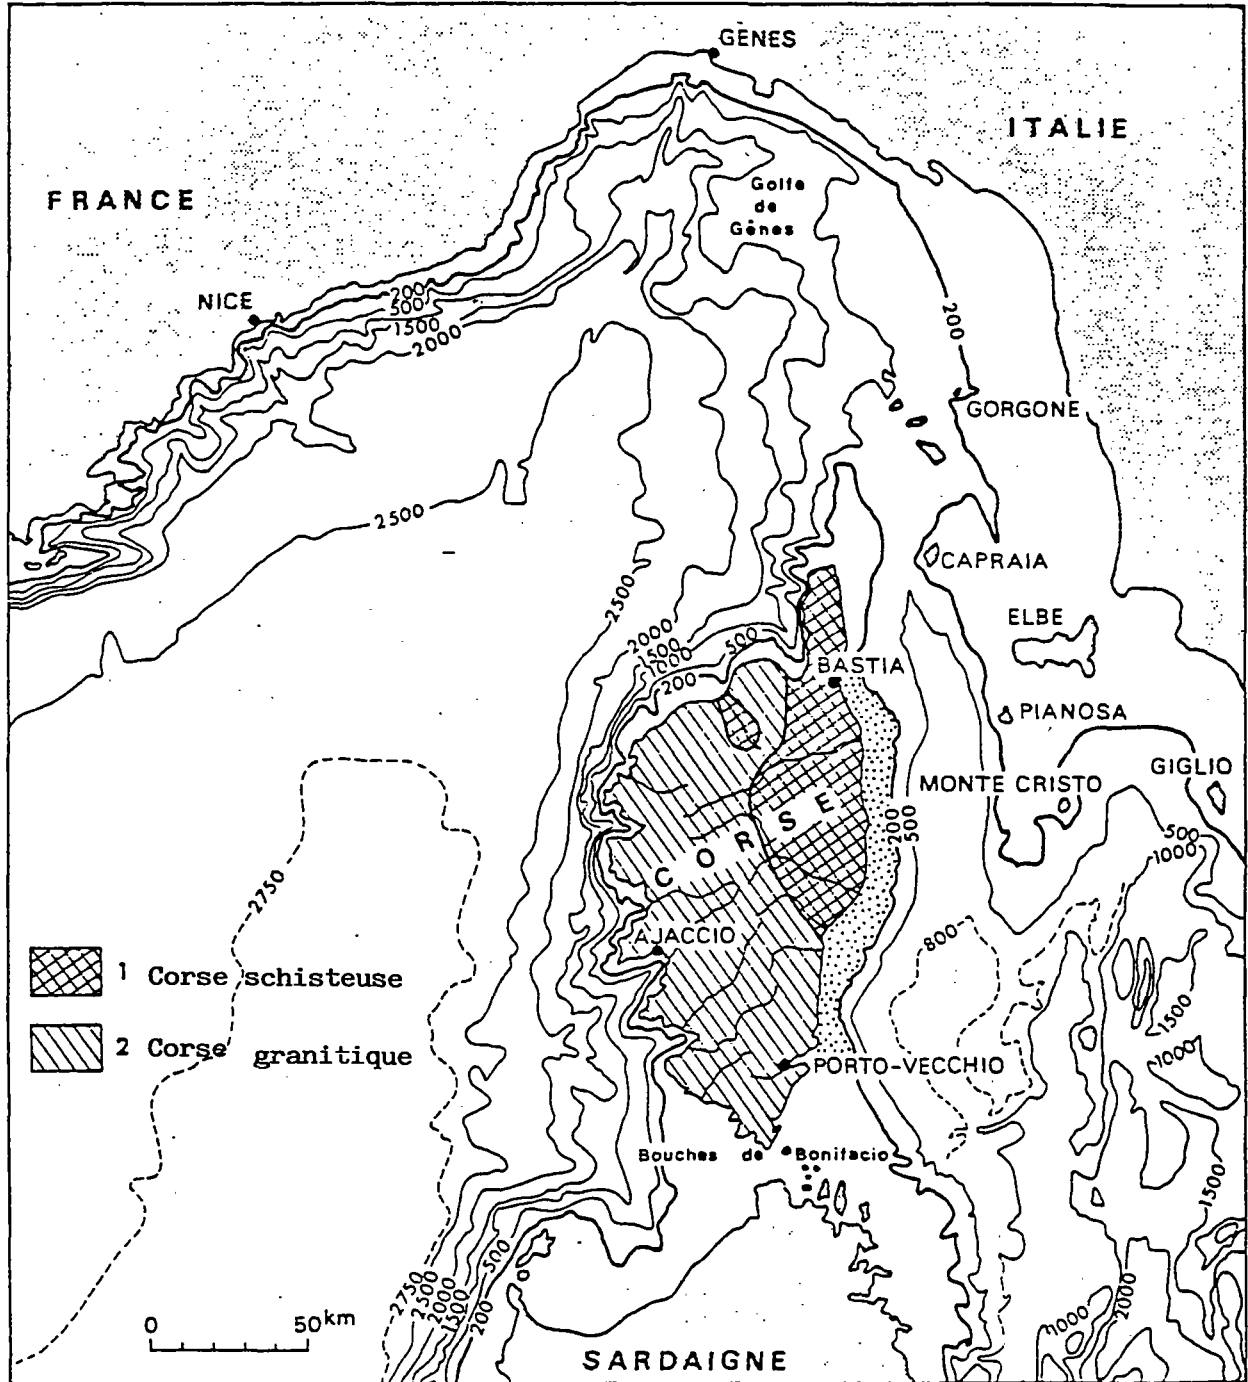 GÈNES
ITALIE
FRANCE
Golfe
de
Gênes
NICE
200
500
1500
2000
200
GORGONE
2500
CAPRAIA
2500
ELBE
2000
1500
1000
500
200
BASTIA
PIANOSA
MONTE CRISTO
GIGLIO
CORSE
200
500
500
1000
2750
AJACCIO
800
1 Corse schisteuse
1500
2 Corse granitique
1000
PORTO-VECCHIO
Bouches de Bonifacio
1500
2750
2500
2000
1500
500
200
1000
2000
0 50km
SARDAIGNE